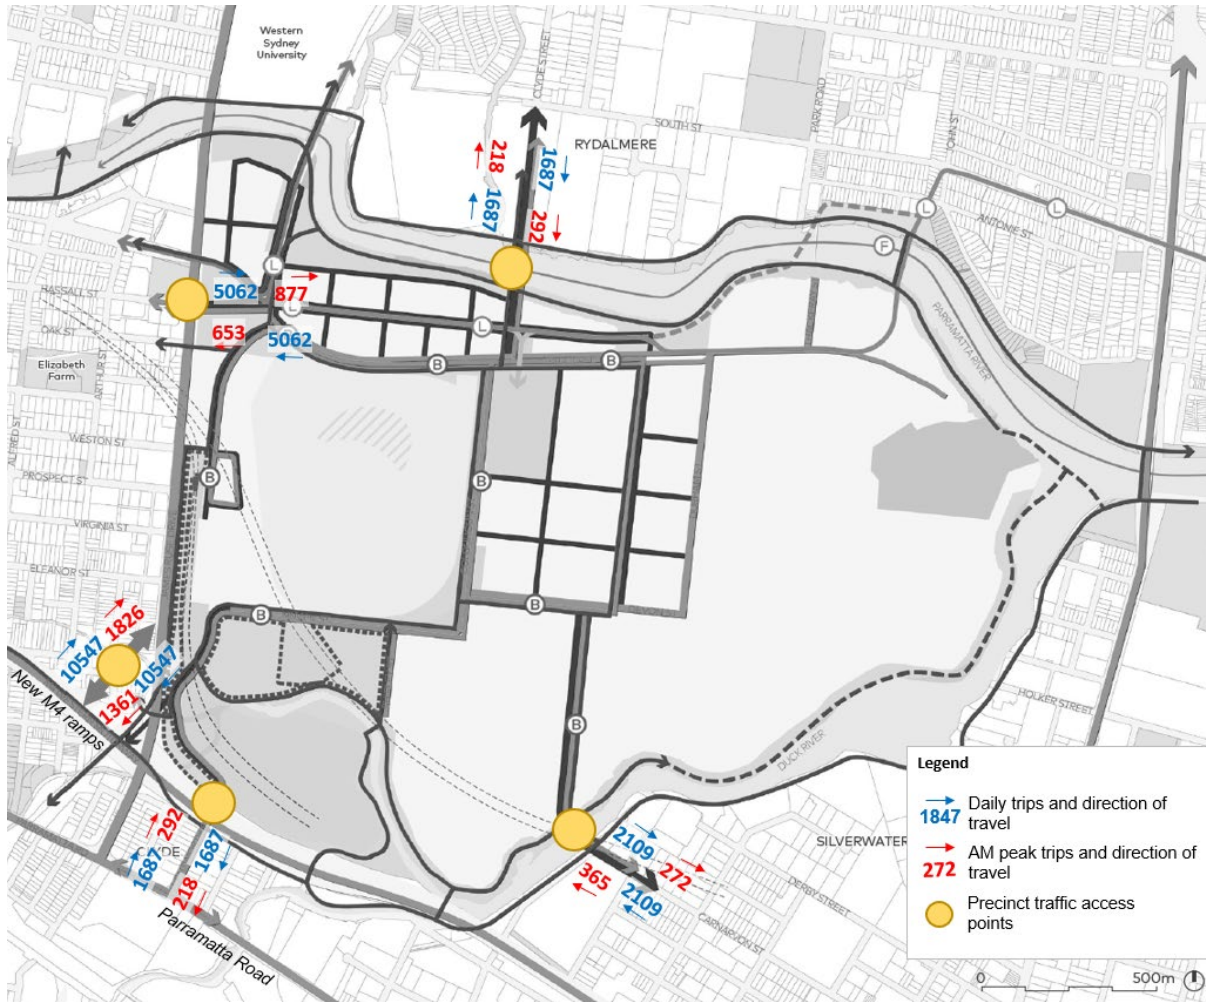 Western
Sydney
University
CLYDE STREET
SOUTH ST
PARK ROAD
JOHN ST
RYDALMERE
218
1687
1687
292
L
L
ANTOINE ST
F
PARRAMATTA
RIVER
L
5062
877
HASSALL ST
L
L
OAK ST
653
5062
B
B
Elizabeth
Farm
ARTHUR ST
ALFRED ST
WESTON ST
B
B
PROSPECT ST
VIRGINIA ST
ELEANOR ST
B
B
1826
10547
10547
1361
New M4 ramps
B
HOLKER STREET
DUCK RIVER
292
1687
1687
218
CLYDE
Parramatta Road
2109
272
365
2109
SILVERWATER
DERBY STREET
CARNARVON ST
Legend
1847
Daily trips and direction of
travel
272
AM peak trips and direction of
travel
Precinct traffic access
points
0 500m